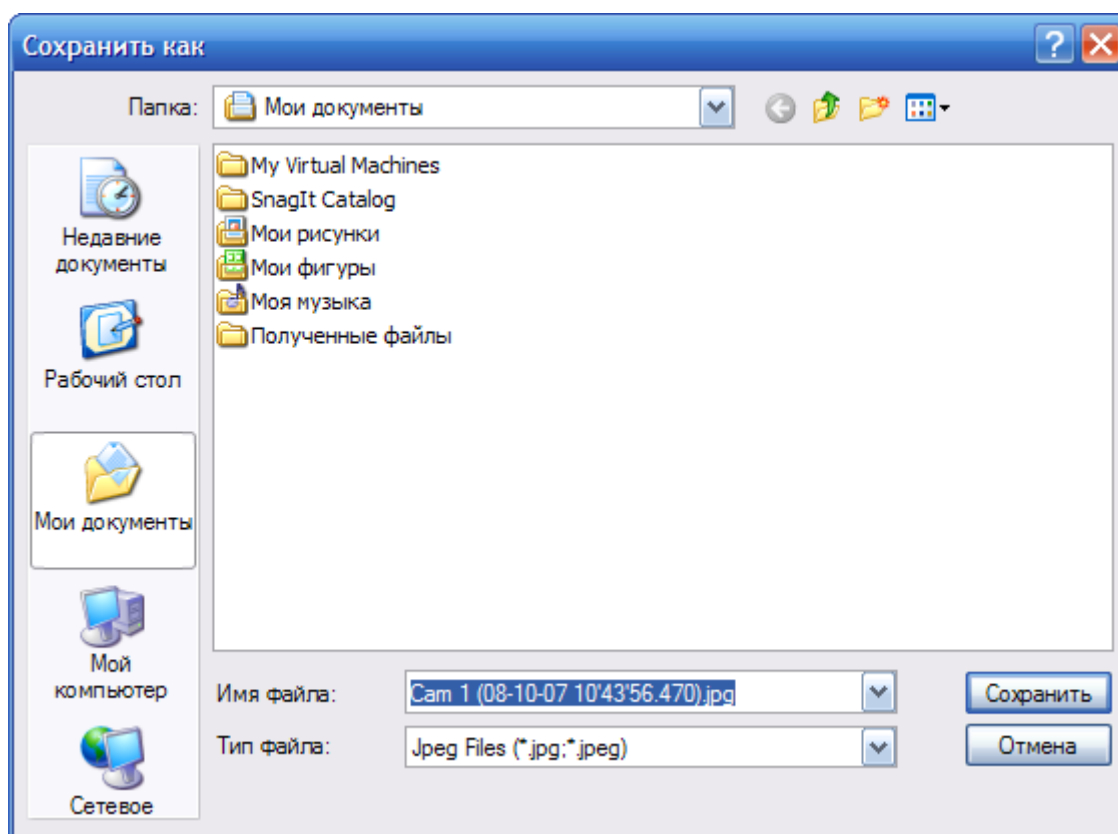 Сохранить как
Папка:
Мои документы
Недавние
документы
Рабочий стол
Мои документы
Мой
компьютер
Сетевое
My Virtual Machines
SnagIt Catalog
Мои рисунки
Мои фигуры
Моя музыка
Полученные файлы
Имя файла:
Cam 1 (08-10-07 10'43'56.470).jpg
Сохранить
Тип файла:
Jpeg Files (*.jpg;*.jpeg)
Отмена